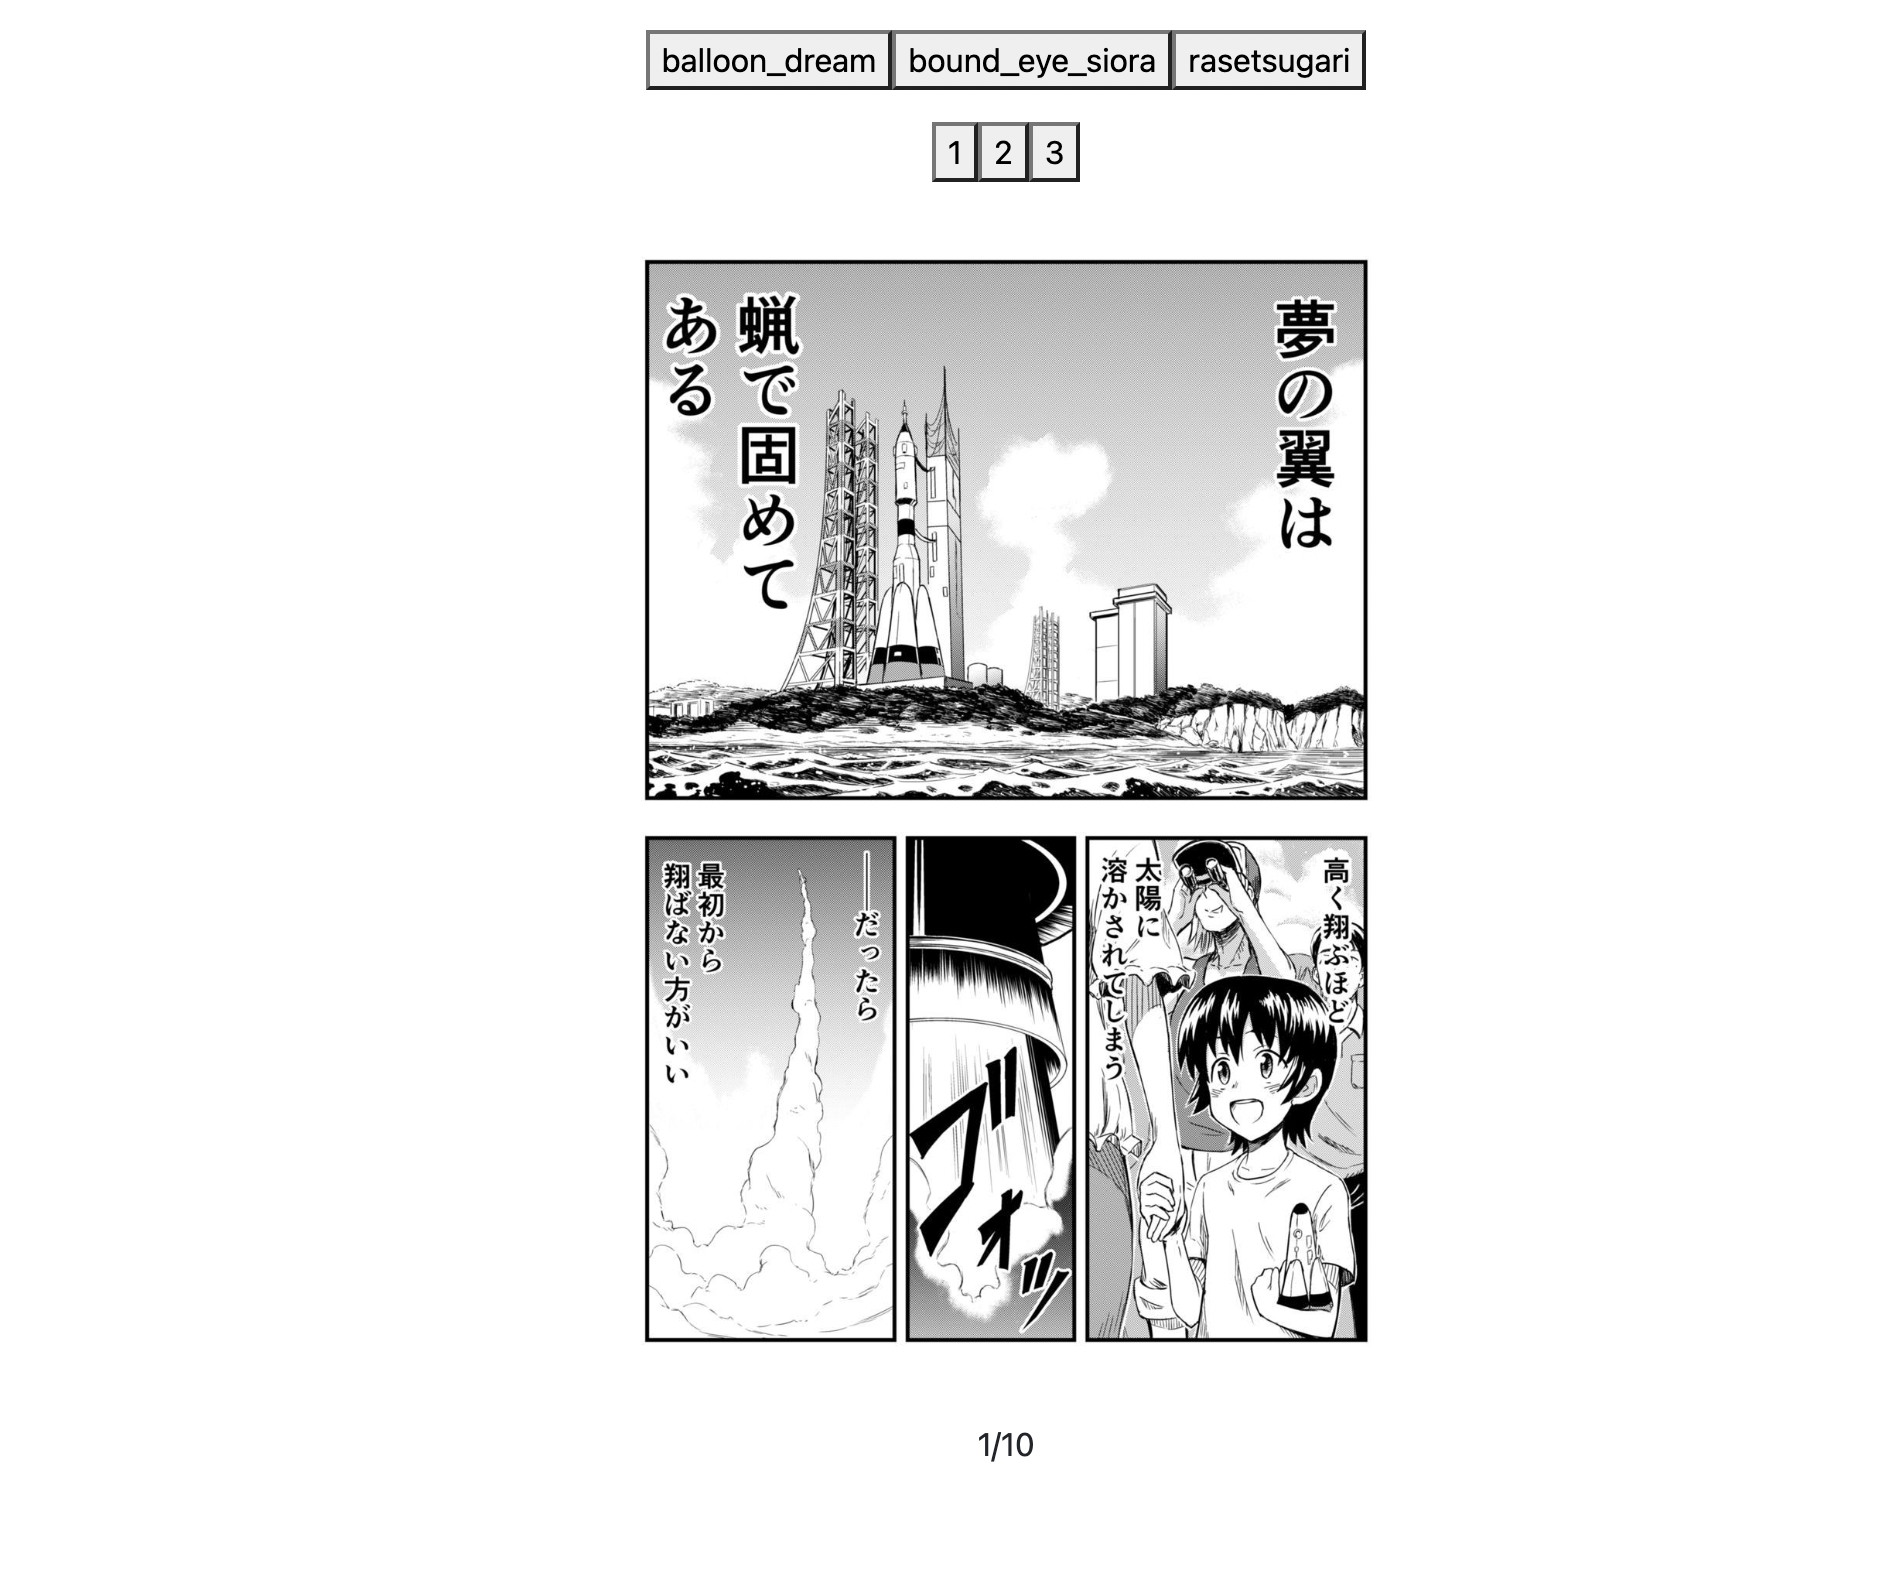 balloon_dream
bound_eye_siora
rasetsugari
1
2
3
夢の翼は
蝋で固めて
ある
高く翔ぶほど
太陽に
溶かされてしまう
ブフォッ
──だったら
最初から
翔ばない方がいい
1/10